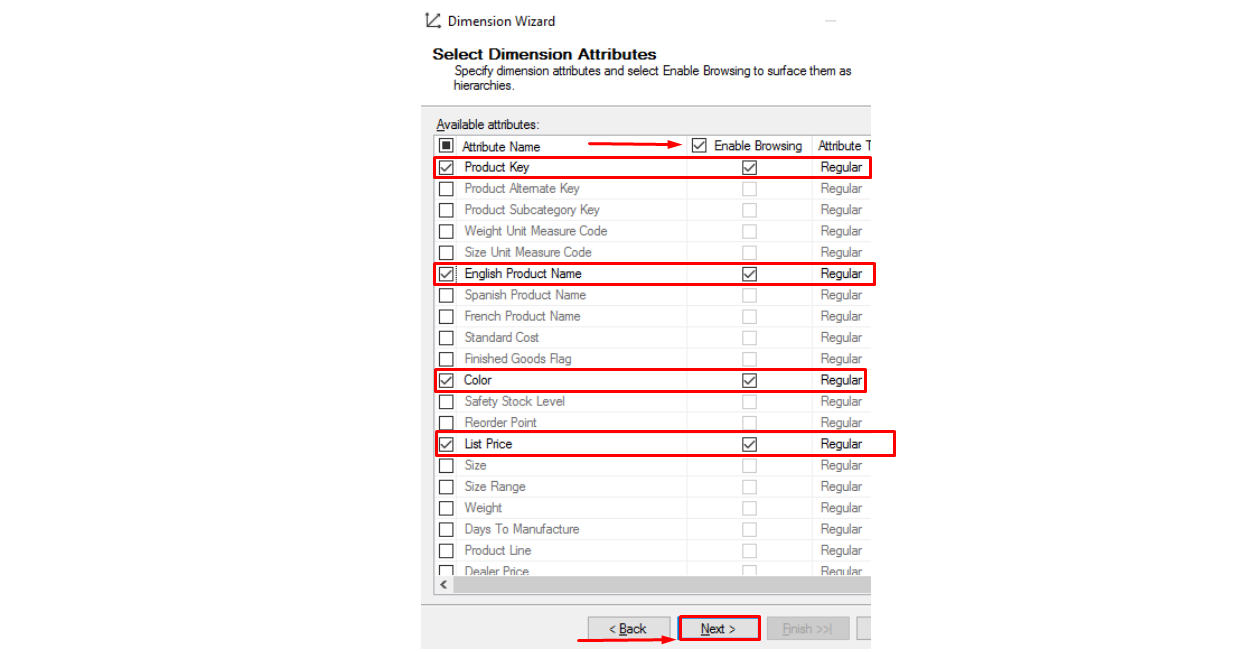 Dimension Wizard
Select Dimension Attributes
Specify dimension attributes and select Enable Browsing to surface them as
hierarchies.
Available attributes:
Attribute Name Enable Browsing Attribute T
Product Key Regular
Product Alternate Key Regular
Product Subcategory Key Regular
Weight Unit Measure Code Regular
Size Unit Measure Code Regular
English Product Name Regular
Spanish Product Name Regular
French Product Name Regular
Standard Cost Regular
Finished Goods Flag Regular
Color Regular
Safety Stock Level Regular
Reorder Point Regular
List Price Regular
Size Regular
Size Range Regular
Weight Regular
Days To Manufacture Regular
Product Line Regular
Dealer Price Regular
< Back Next > Finish >>|